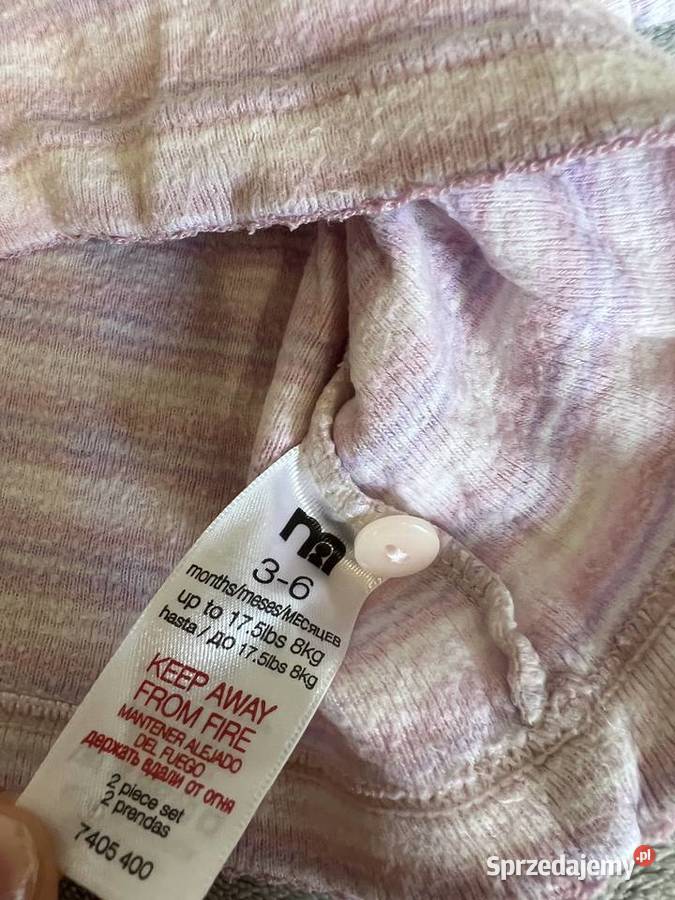 3-6
months/meses/месяцев
up to 17.5lbs 8kg
hasta / до 17.5lbs 8kg
KEEP AWAY
FROM FIRE
MANTENER ALEJADO
DEL FUEGO
держать вдали от огня
2 piece set
2 prendas
7405 400
Sprzedajemy.pl